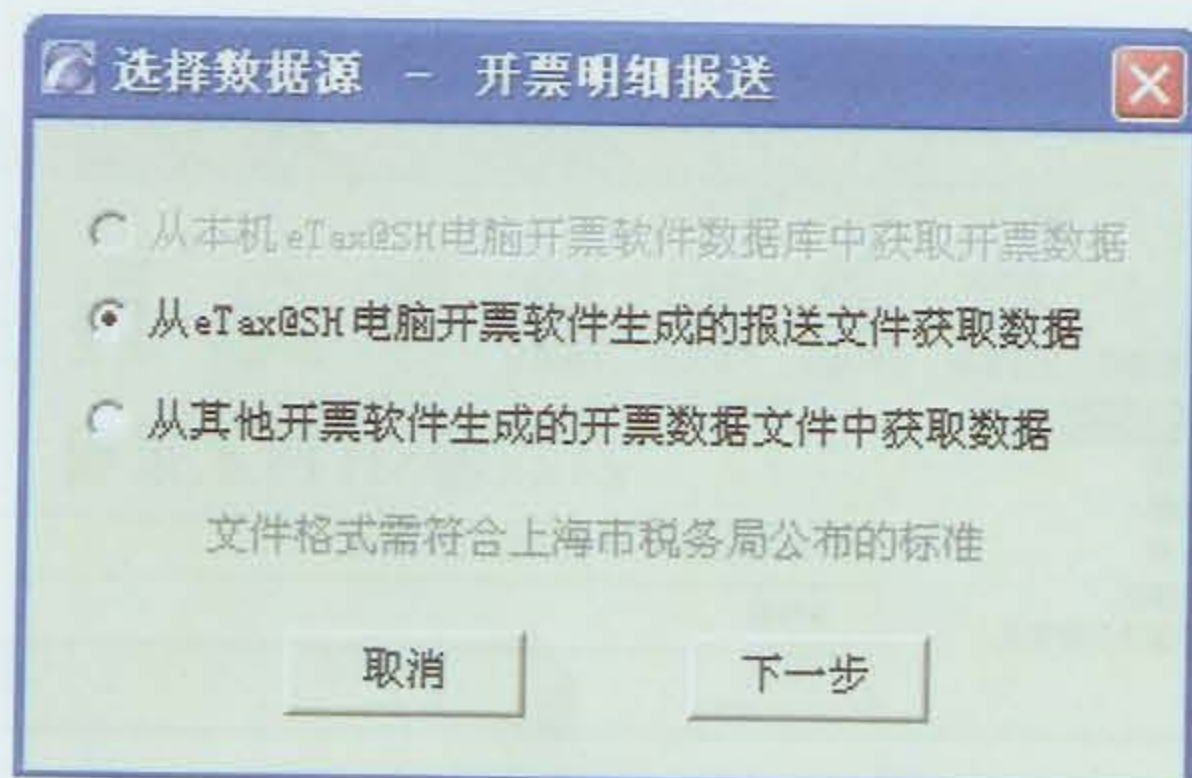 选择数据源 - 开票明细报送
从本机eTax@SH电脑开票软件数据库中获取开票数据
从eTax@SH电脑开票软件生成的报送文件获取数据
从其他开票软件生成的开票数据文件中获取数据
文件格式需符合上海市税务局公布的标准
取消
下一步